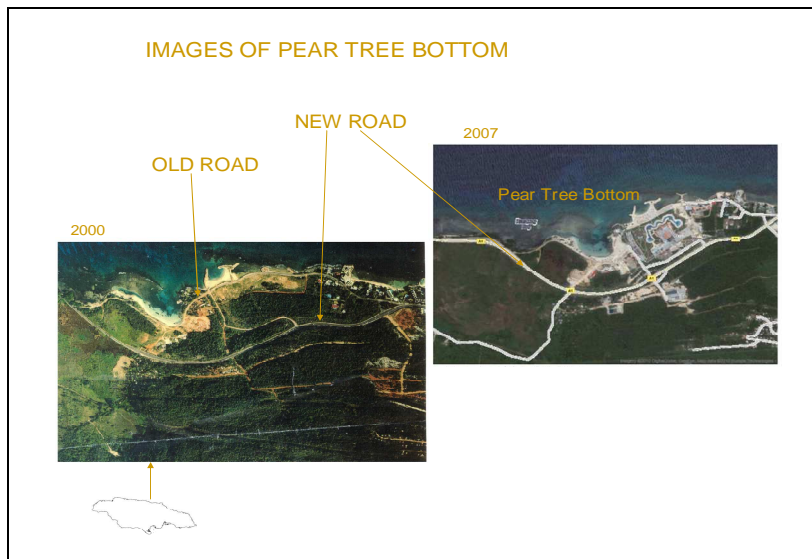 IMAGES OF PEAR TREE BOTTOM
NEW ROAD
2007
OLD ROAD
Pear Tree Bottom
2000